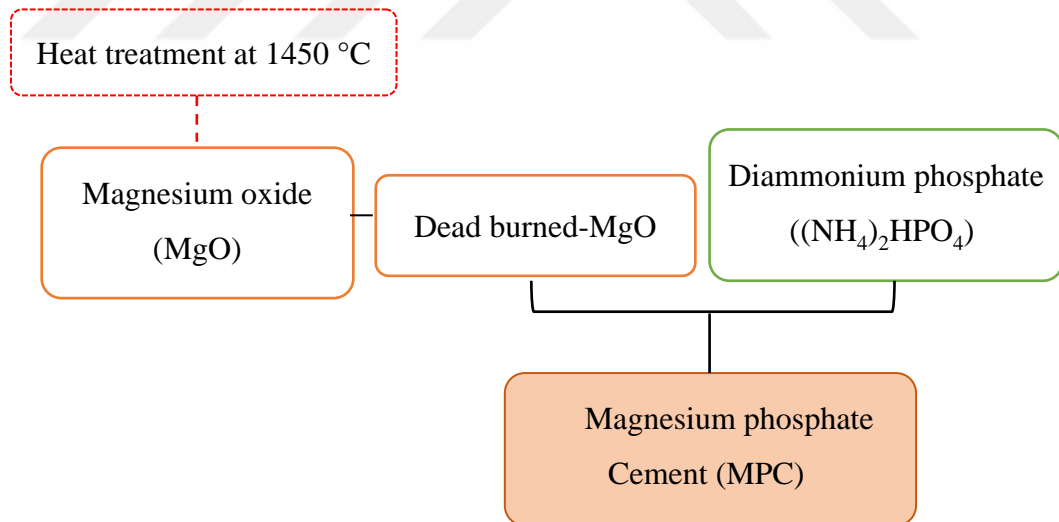 Heat treatment at 1450 °C
Magnesium oxide
(MgO)
Dead burned-MgO
Diammonium phosphate
((NH₄)₂HPO₄)
Magnesium phosphate
Cement (MPC)